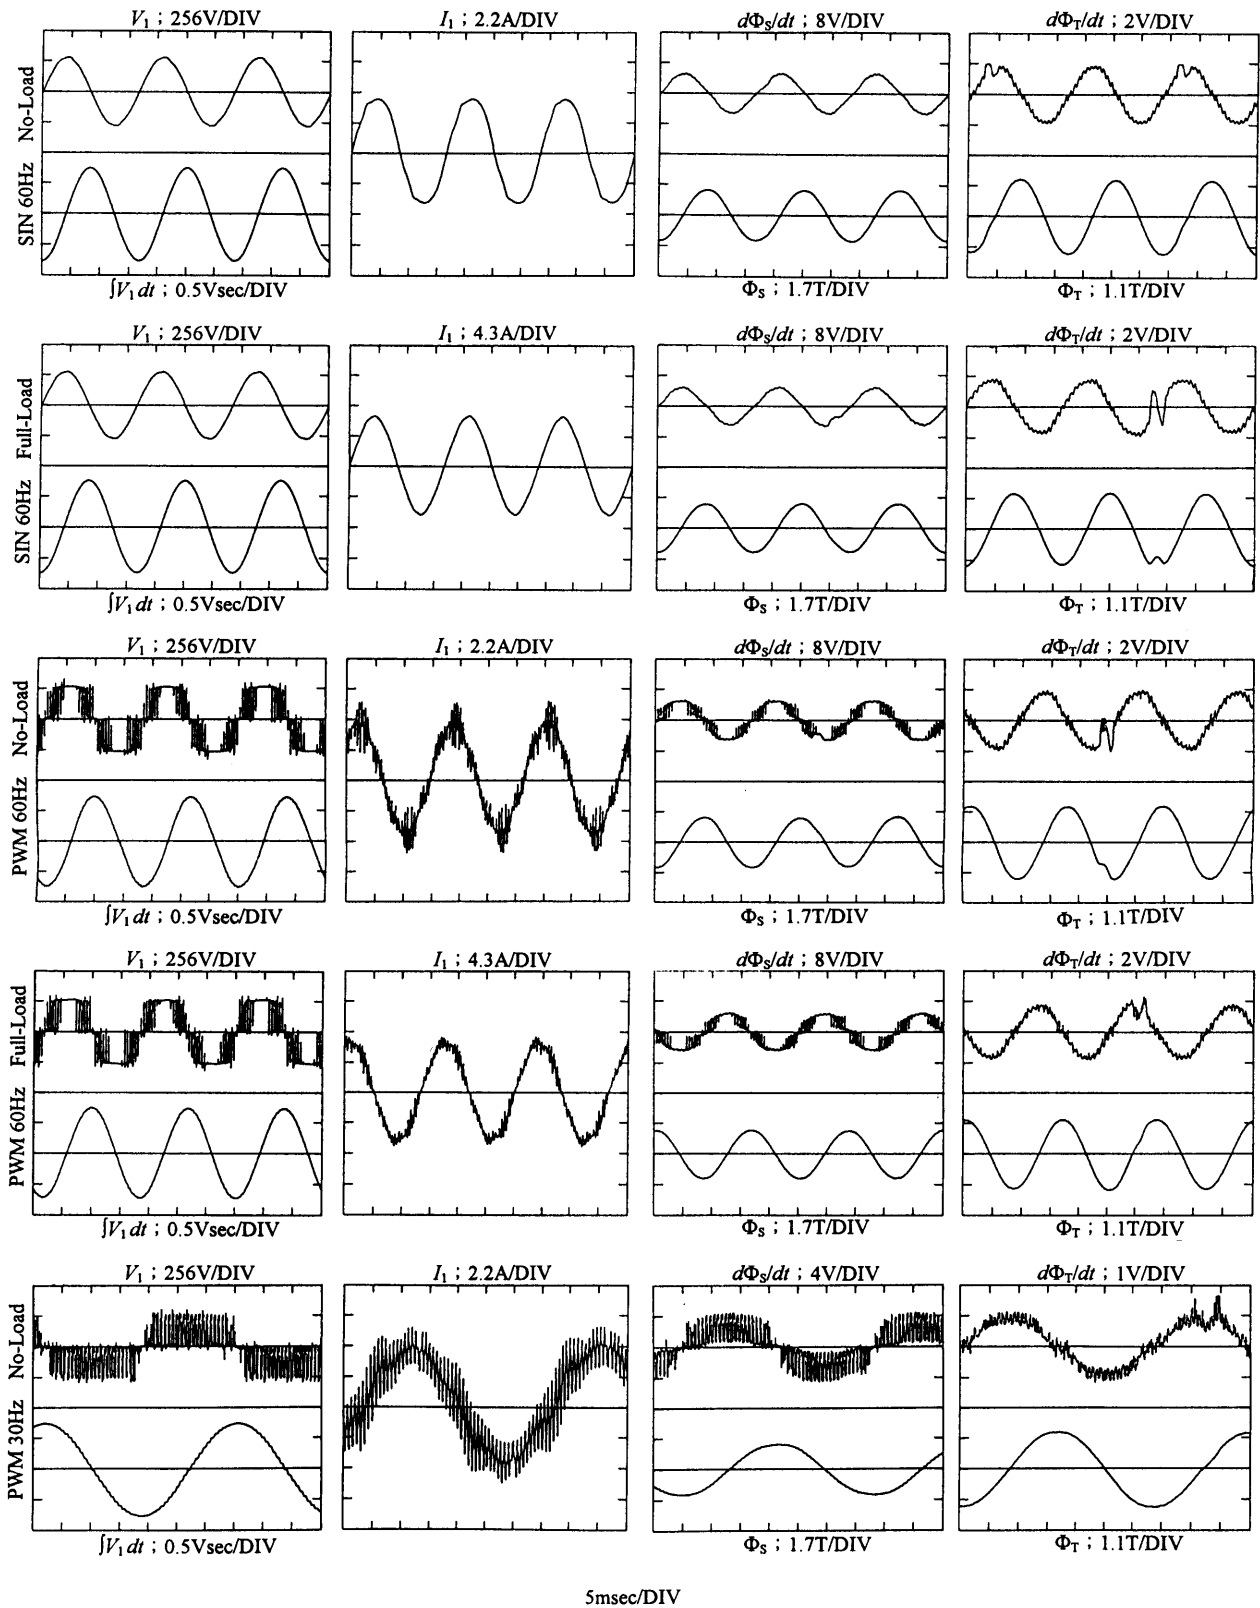 V1 ; 256V/DIV
I1 ; 2.2A/DIV
dΦS/dt ; 8V/DIV
dΦT/dt ; 2V/DIV
SIN 60Hz No-Load
∫V1 dt ; 0.5Vsec/DIV
ΦS ; 1.7T/DIV
ΦT ; 1.1T/DIV
V1 ; 256V/DIV
I1 ; 4.3A/DIV
dΦS/dt ; 8V/DIV
dΦT/dt ; 2V/DIV
SIN 60Hz Full-Load
∫V1 dt ; 0.5Vsec/DIV
ΦS ; 1.7T/DIV
ΦT ; 1.1T/DIV
V1 ; 256V/DIV
I1 ; 2.2A/DIV
dΦS/dt ; 8V/DIV
dΦT/dt ; 2V/DIV
PWM 60Hz No-Load
∫V1 dt ; 0.5Vsec/DIV
ΦS ; 1.7T/DIV
ΦT ; 1.1T/DIV
V1 ; 256V/DIV
I1 ; 4.3A/DIV
dΦS/dt ; 8V/DIV
dΦT/dt ; 2V/DIV
PWM 60Hz Full-Load
∫V1 dt ; 0.5Vsec/DIV
ΦS ; 1.7T/DIV
ΦT ; 1.1T/DIV
V1 ; 256V/DIV
I1 ; 2.2A/DIV
dΦS/dt ; 4V/DIV
dΦT/dt ; 1V/DIV
PWM 30Hz No-Load
∫V1 dt ; 0.5Vsec/DIV
ΦS ; 1.7T/DIV
ΦT ; 1.1T/DIV
5msec/DIV